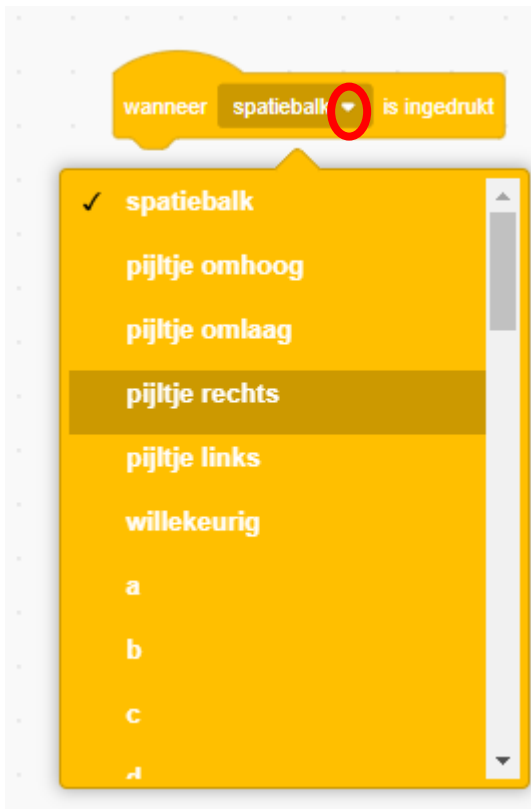 wanneer spatiebalk is ingedrukt
✓ spatiebalk
pijltje omhoog
pijltje omlaag
pijltje rechts
pijltje links
willekeurig
a
b
c
d